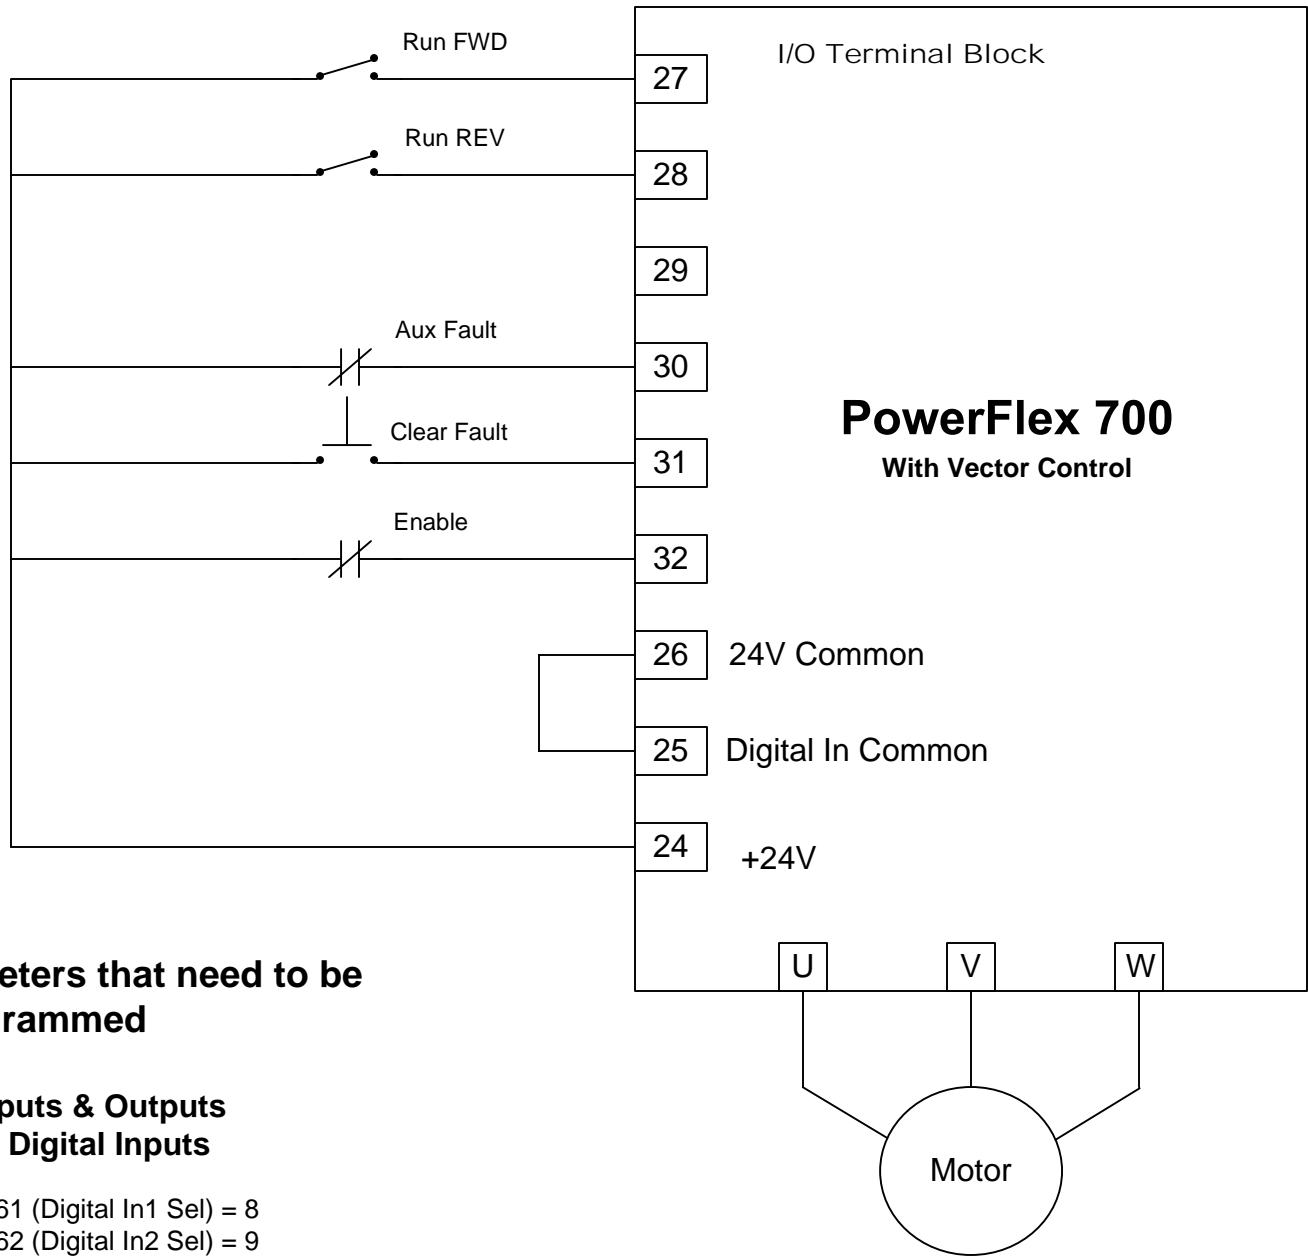 Run FWD
27
I/O Terminal Block
Run REV
28
29
Aux Fault
30
Clear Fault
31
PowerFlex 700
With Vector Control
Enable
32
26 24V Common
25 Digital In Common
24 +24V
U V W
Motor
eters that need to be
rammed
puts & Outputs
Digital Inputs
61 (Digital In1 Sel) = 8
62 (Digital In2 Sel) = 9